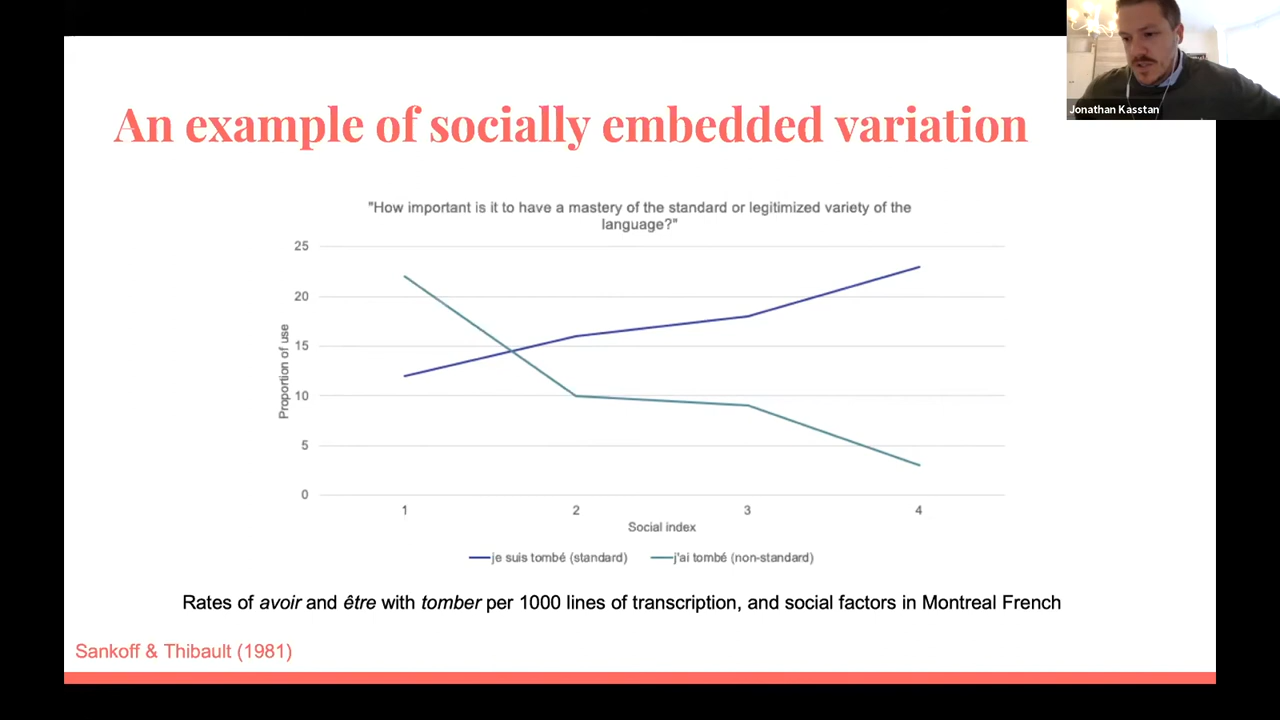 Jonathan Kasstan
An example of socially embedded variation
"How important is it to have a mastery of the standard or legitimized variety of the
language?"
25
20
15
10
5
0
Proportion of use
1 2 3 4
Social index
je suis tombé (standard) j'ai tombé (non-standard)
Rates of avoir and être with tomber per 1000 lines of transcription, and social factors in Montreal French
Sankoff & Thibault (1981)